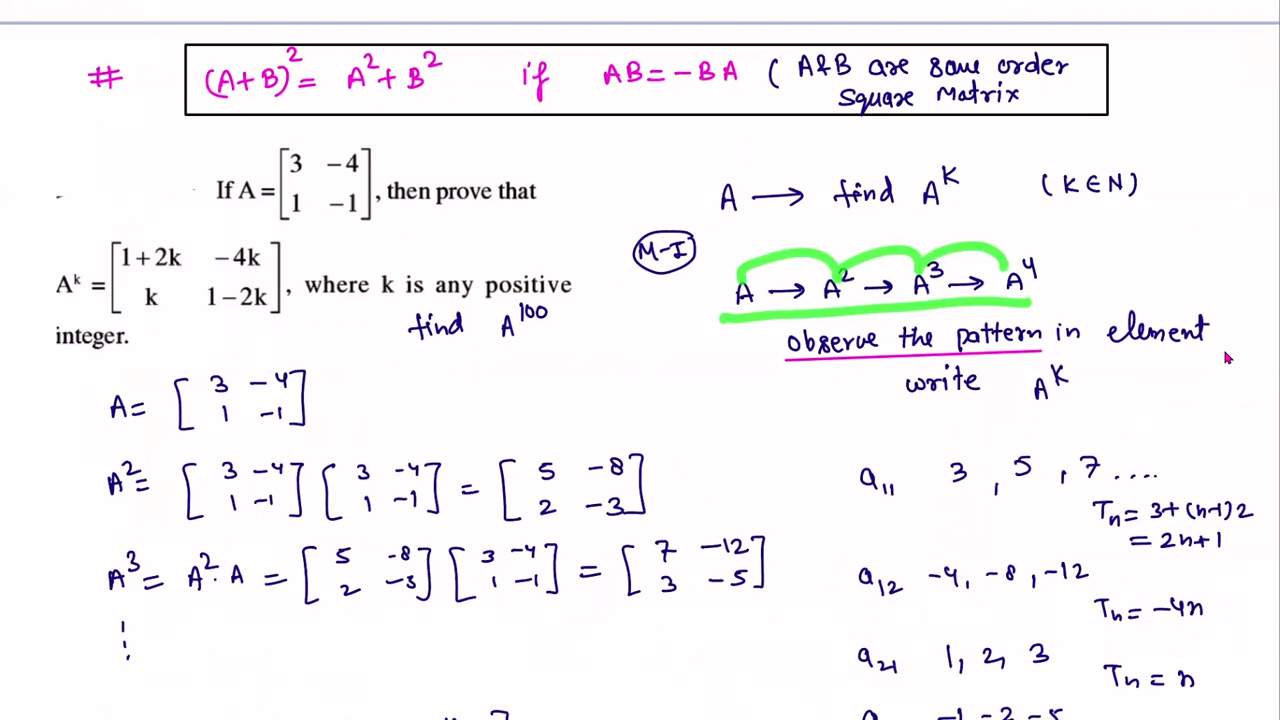 # (A+B)² = A² + B² if AB = -BA ( A&B are same order
square Matrix
If A = [3 -4; 1 -1], then prove that
Aᵏ = [1+2k -4k; k 1-2k], where k is any positive
integer.
find A¹⁰⁰
A → find Aᴷ (K∈N)
M-I
A → A² → A³ → A⁴
observe the pattern in element
write Aᴷ
A = [3 -4; 1 -1]
A² = [3 -4; 1 -1] [3 -4; 1 -1] = [5 -8; 2 -3]
A³ = A².A = [5 -8; 2 -3] [3 -4; 1 -1] = [7 -12; 3 -5]
a₁₁ 3, 5, 7 ....
Tₙ = 3+(n-1)2
= 2n+1
a₁₂ -4, -8, -12
Tₙ = -4n
a₂₁ 1, 2, 3
Tₙ = n